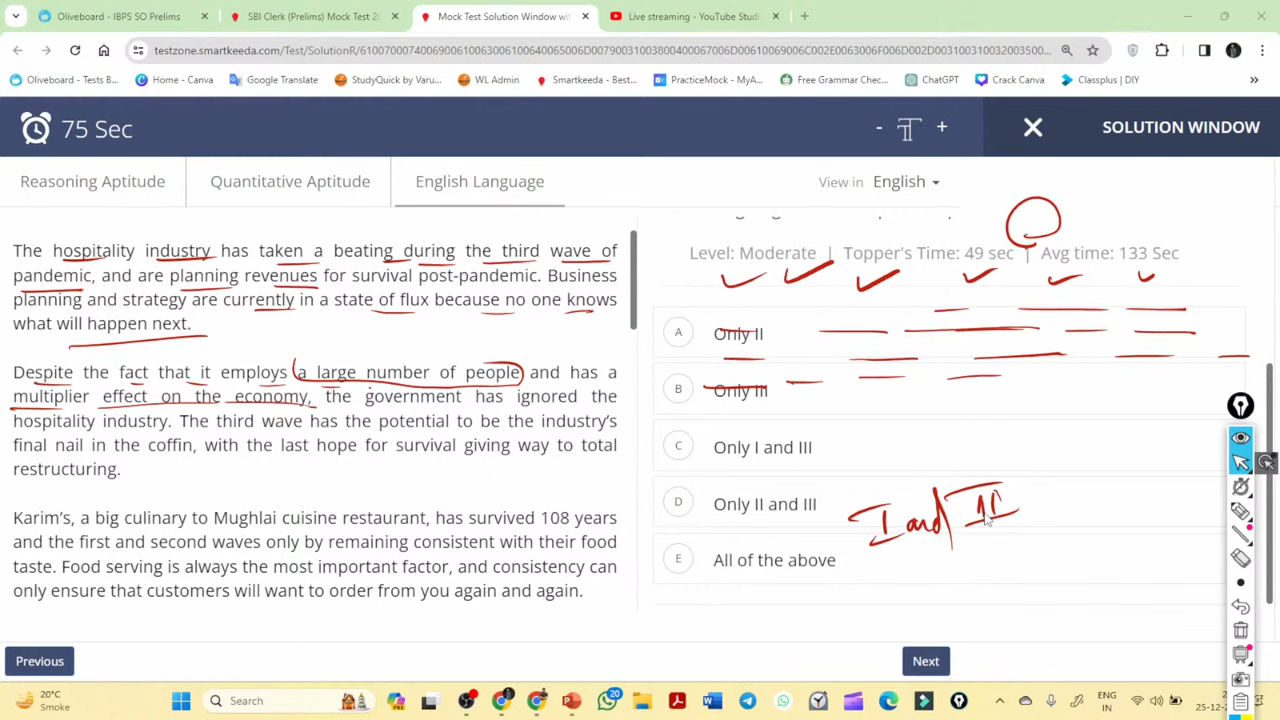 Oliveboard - IBPS SO Prelims
SBI Clerk (Prelims) Mock Test 20
Mock Test Solution Window with
Live streaming - YouTube Studi
testzone.smartkeeda.com/Test/SolutionR/
Oliveboard - Tests B...
Home - Canva
Google Translate
StudyQuick by Varu...
WL Admin
Smartkeeda - Best...
PracticeMock - MyA...
Free Grammar Chec...
ChatGPT
Crack Canva
Classplus | DIY
75 Sec
- T +
SOLUTION WINDOW
Reasoning Aptitude
Quantitative Aptitude
English Language
View in English
The hospitality industry has taken a beating during the third wave of
pandemic, and are planning revenues for survival post-pandemic. Business
planning and strategy are currently in a state of flux because no one knows
what will happen next.
Despite the fact that it employs a large number of people and has a
multiplier effect on the economy, the government has ignored the
hospitality industry. The third wave has the potential to be the industry's
final nail in the coffin, with the last hope for survival giving way to total
restructuring.
Karim's, a big culinary to Mughlai cuisine restaurant, has survived 108 years
and the first and second waves only by remaining consistent with their food
taste. Food serving is always the most important factor, and consistency can
only ensure that customers will want to order from you again and again.
Level: Moderate | Topper's Time: 49 sec | Avg time: 133 Sec
A Only II
B Only III
C Only I and III
D Only II and III
I and II
E All of the above
Previous
Next
20°C
Smoke
Search
20
ENG
IN
25-12-